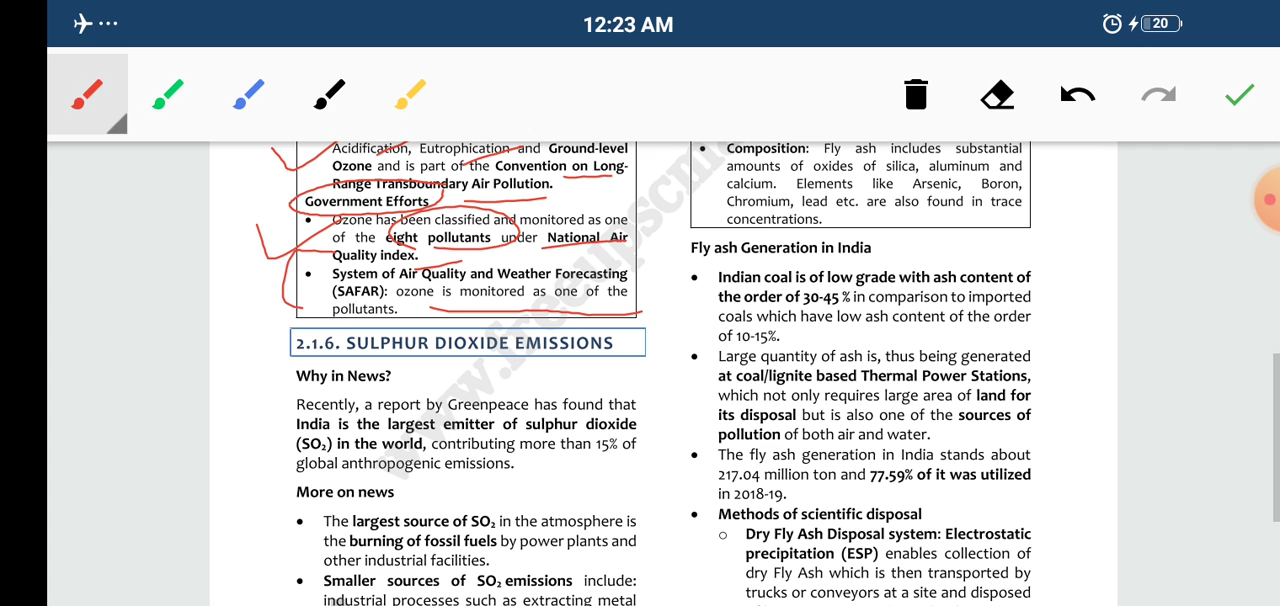 12:23 AM
20
Acidification, Eutrophication and Ground-level
Ozone and is part of the Convention on Long-
Range Transboundary Air Pollution.
Government Efforts
• Ozone has been classified and monitored as one
of the eight pollutants under National Air
Quality index.
• System of Air Quality and Weather Forecasting
(SAFAR): ozone is monitored as one of the
pollutants.
2.1.6. SULPHUR DIOXIDE EMISSIONS
Why in News?
Recently, a report by Greenpeace has found that
India is the largest emitter of sulphur dioxide
(SO₂) in the world, contributing more than 15% of
global anthropogenic emissions.
More on news
• The largest source of SO₂ in the atmosphere is
the burning of fossil fuels by power plants and
other industrial facilities.
• Smaller sources of SO₂ emissions include:
industrial processes such as extracting metal
• Composition: Fly ash includes substantial
amounts of oxides of silica, aluminum and
calcium. Elements like Arsenic, Boron,
Chromium, lead etc. are also found in trace
concentrations.
Fly ash Generation in India
• Indian coal is of low grade with ash content of
the order of 30-45 % in comparison to imported
coals which have low ash content of the order
of 10-15%.
• Large quantity of ash is, thus being generated
at coal/lignite based Thermal Power Stations,
which not only requires large area of land for
its disposal but is also one of the sources of
pollution of both air and water.
• The fly ash generation in India stands about
217.04 million ton and 77.59% of it was utilized
in 2018-19.
• Methods of scientific disposal
o Dry Fly Ash Disposal system: Electrostatic
precipitation (ESP) enables collection of
dry Fly Ash which is then transported by
trucks or conveyors at a site and disposed